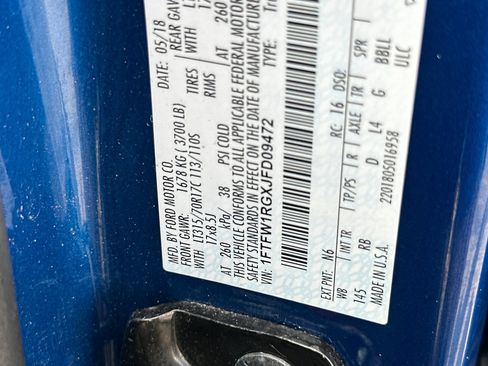 MFD. BY FORD MOTOR CO.
DATE: 05/18
FRONT GAWR: 1678 KG ( 3700 LB)
REAR GAW
WITH LT315/70R17C 113/110S TIRES
WITH
17x8.5J RIMS
AT 260 kPa/ 38 PSI COLD
AT 260
THIS VEHICLE CONFORMS TO ALL APPLICABLE FEDERAL MOTOR
SAFETY STANDARDS IN EFFECT ON THE DATE OF MANUFACTURE
VIN: 1FTFW1RGXJFD09472
TYPE:
EXT PNT: N6
RC: 16
DSO:
WB
INT TR
TP/PS
R
AXLE
TR
SPR
145
RB
D
L4
G
BBLL
MADE IN U.S.A.
2201805016958
ULC